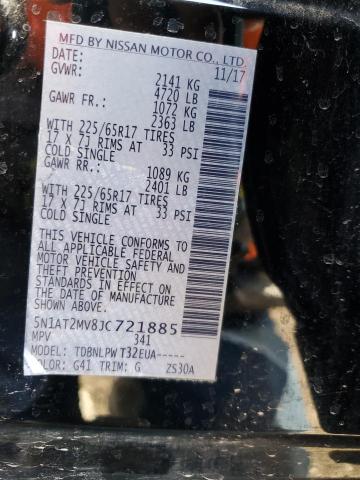 MFD BY NISSAN MOTOR CO., LTD.
DATE: 11/17
GVWR: 2141 KG
4720 LB
GAWR FR.: 1072 KG
2363 LB
WITH 225/65R17 TIRES
17 X 7J RIMS AT 33 PSI
COLD SINGLE
GAWR RR.: 1089 KG
2401 LB
WITH 225/65R17 TIRES
17 X 7J RIMS AT 33 PSI
COLD SINGLE
THIS VEHICLE CONFORMS TO
ALL APPLICABLE FEDERAL
MOTOR VEHICLE SAFETY AND
THEFT PREVENTION
STANDARDS IN EFFECT ON
THE DATE OF MANUFACTURE
SHOWN ABOVE.
5N1AT2MV8JC721885
MPV 341
MODEL: TDBNLPWT32EUA-----
COLOR: G41 TRIM: G ZS30A